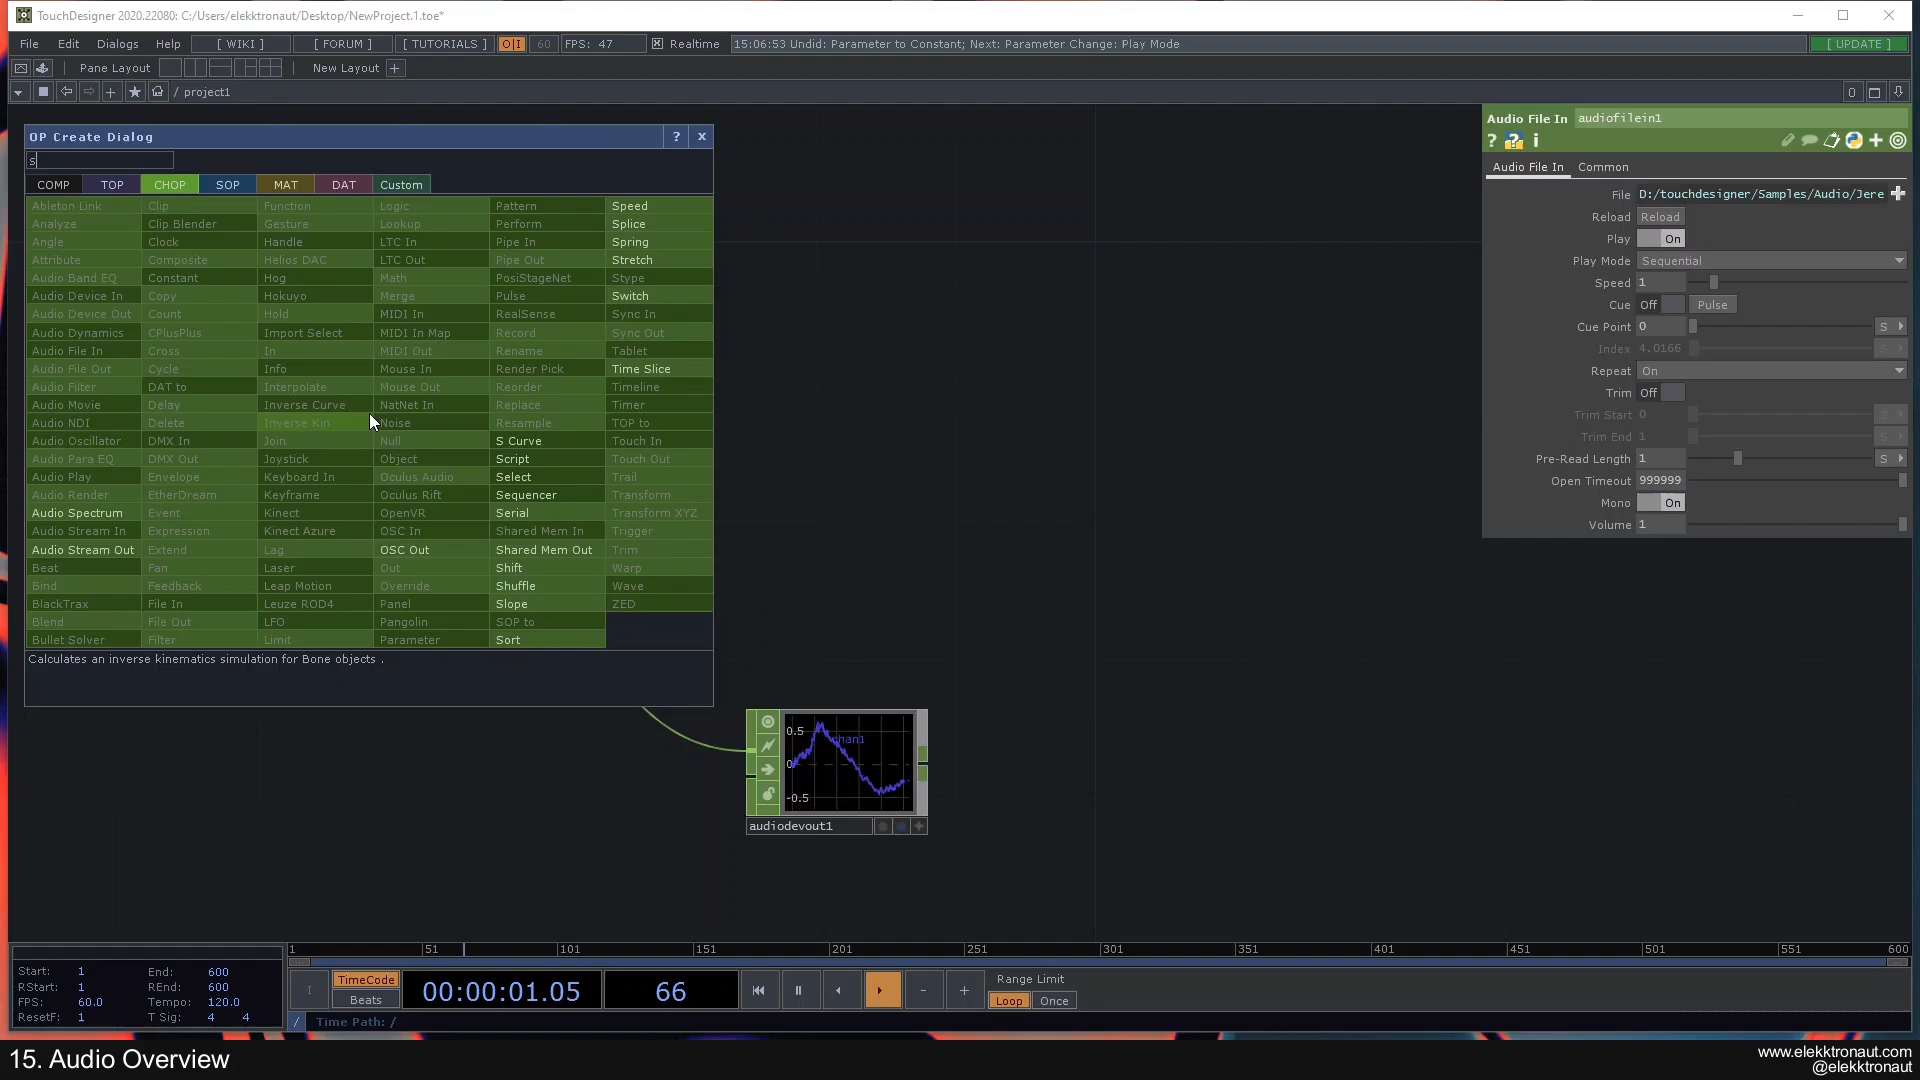 TouchDesigner 2020.22080: C:/Users/elekktronaut/Desktop/NewProject.1.toe*
File Edit Dialogs Help [ WIKI ] [ FORUM ] [ TUTORIALS ] O|I 60 FPS: 47 Realtime 15:06:53 Undid: Parameter to Constant; Next: Parameter Change: Play Mode [ UPDATE ]
Pane Layout New Layout +
/ project1 0
OP Create Dialog ? x
s
COMP TOP CHOP SOP MAT DAT Custom
Ableton Link Clip Function Logic Pattern Speed
Analyze Clip Blender Gesture Lookup Perform Splice
Angle Clock Handle LTC In Pipe In Spring
Attribute Composite Helios DAC LTC Out Pipe Out Stretch
Audio Band EQ Constant Hog Math PosiStageNet Stype
Audio Device In Copy Hokuyo Merge Pulse Switch
Audio Device Out Count Hold MIDI In RealSense Sync In
Audio Dynamics CPlusPlus Import Select MIDI In Map Record Sync Out
Audio File In Cross In MIDI Out Rename Tablet
Audio File Out Cycle Info Mouse In Render Pick Time Slice
Audio Filter DAT to Interpolate Mouse Out Reorder Timeline
Audio Movie Delay Inverse Curve NatNet In Replace Timer
Audio NDI Delete Inverse Kin Noise Resample TOP to
Audio Oscillator DMX In Join Null S Curve Touch In
Audio Para EQ DMX Out Joystick Object Script Touch Out
Audio Play Envelope Keyboard In Oculus Audio Select Trail
Audio Render EtherDream Keyframe Oculus Rift Sequencer Transform
Audio Spectrum Event Kinect OpenVR Serial Transform XYZ
Audio Stream In Expression Kinect Azure OSC In Shared Mem In Trigger
Audio Stream Out Extend Lag OSC Out Shared Mem Out Trim
Beat Fan Laser Out Shift Warp
Bind Feedback Leap Motion Override Shuffle Wave
BlackTrax File In Leuze ROD4 Panel Slope ZED
Blend File Out LFO Pangolin SOP to
Bullet Solver Filter Limit Parameter Sort
Calculates an inverse kinematics simulation for Bone objects .
Audio File In audiofilein1
? ? i
Audio File In Common
File D:/touchdesigner/Samples/Audio/Jere
Reload Reload
Play On
Play Mode Sequential
Speed 1
Cue Off Pulse
Cue Point 0 S
Index 4.0166 S
Repeat On
Trim Off
Trim Start 0 S
Trim End 1 S
Pre-Read Length 1 S
Open Timeout 999999
Mono On
Volume 1
0.5
chan1
0
-0.5
audiodevout1
1 51 101 151 201 251 301 351 401 451 501 551 600
Start: 1 End: 600
RStart: 1 REnd: 600
FPS: 60.0 Tempo: 120.0
ResetF: 1 T Sig: 4 4
I TimeCode Beats 00:00:01.05 66 - + Range Limit
Loop Once
/ Time Path: /
15. Audio Overview
www.elekktronaut.com
@elekktronaut